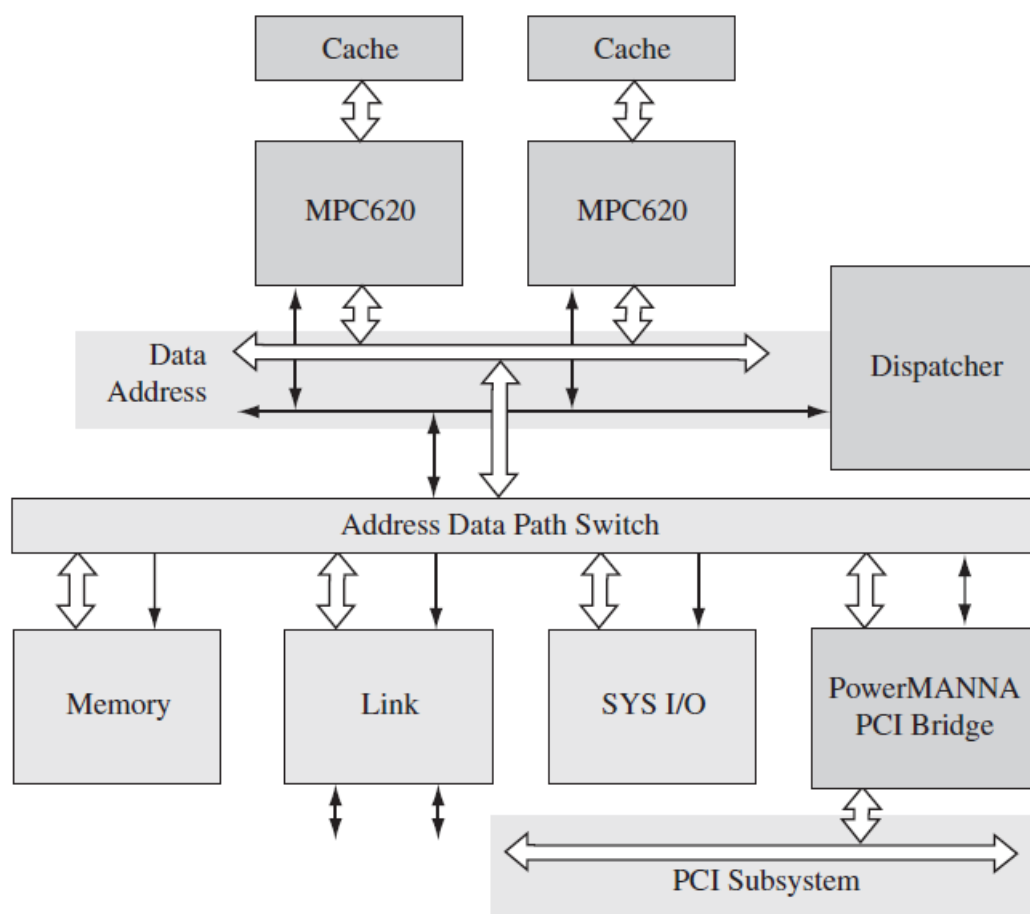 Cache
Cache
MPC620
MPC620
Data
Address
Dispatcher
Address Data Path Switch
Memory
Link
SYS I/O
PowerMANNA
PCI Bridge
PCI Subsystem